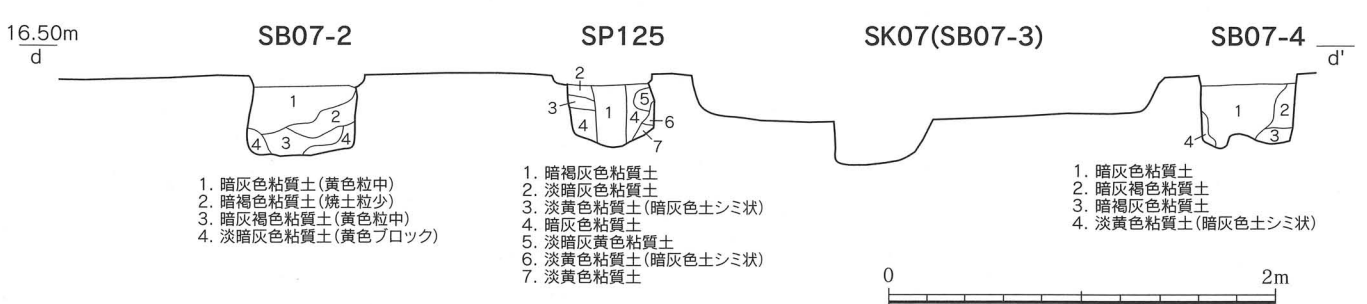 16.50m
d
SB07-2
SP125
SK07(SB07-3)
SB07-4
d'
1
2
3
4
4
2
3
4
1
5
4
6
7
1
2
3
4
1. 暗灰色粘質土(黄色粒中)
2. 暗褐色粘質土(焼土粒少)
3. 暗灰褐色粘質土(黄色粒中)
4. 淡暗灰色粘質土(黄色ブロック)
1. 暗褐灰色粘質土
2. 淡暗灰色粘質土
3. 淡黄色粘質土(暗灰色土シミ状)
4. 暗灰色粘質土
5. 淡暗灰黄色粘質土
6. 淡黄色粘質土(暗灰色土シミ状)
7. 淡黄色粘質土
1. 暗灰色粘質土
2. 暗灰褐色粘質土
3. 暗褐灰色粘質土
4. 淡黄色粘質土(暗灰色土シミ状)
0 2m